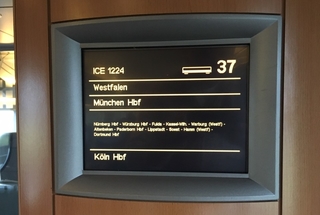 ICE 1224 37
Westfalen
München Hbf
Nürnberg Hbf - Würzburg Hbf - Fulda - Kassel-Wilh. - Warburg (Westf) -
Altenbeken - Paderborn Hbf - Lippstadt - Soest - Hamm (Westf) -
Dortmund Hbf
Köln Hbf